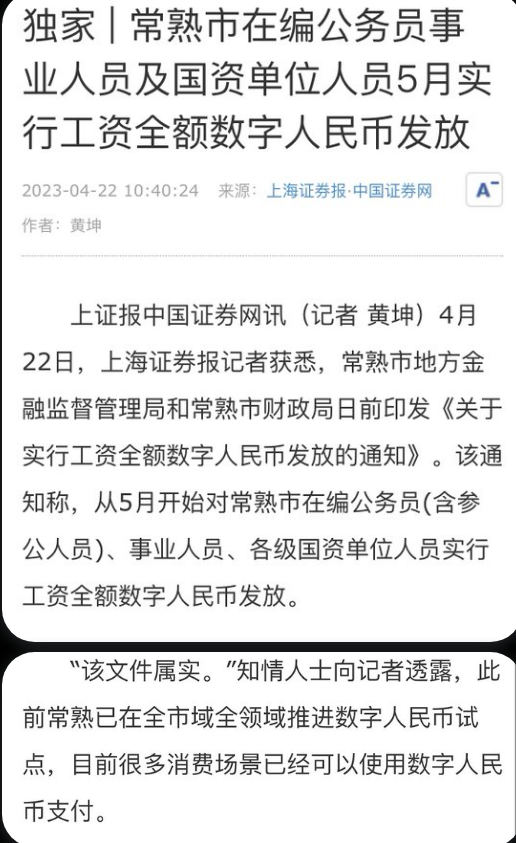 独家 | 常熟市在编公务员事
业人员及国资单位人员5月实
行工资全额数字人民币发放
2023-04-22 10:40:24 来源：上海证券报·中国证券网 A-
作者：黄坤
上证报中国证券网讯（记者 黄坤）4月
22日，上海证券报记者获悉，常熟市地方金
融监督管理局和常熟市财政局日前印发《关于
实行工资全额数字人民币发放的通知》。该通
知称，从5月开始对常熟市在编公务员(含参
公人员)、事业人员、各级国资单位人员实行
工资全额数字人民币发放。
“该文件属实。”知情人士向记者透露，此
前常熟已在全市域全领域推进数字人民币试
点，目前很多消费场景已经可以使用数字人民
币支付。